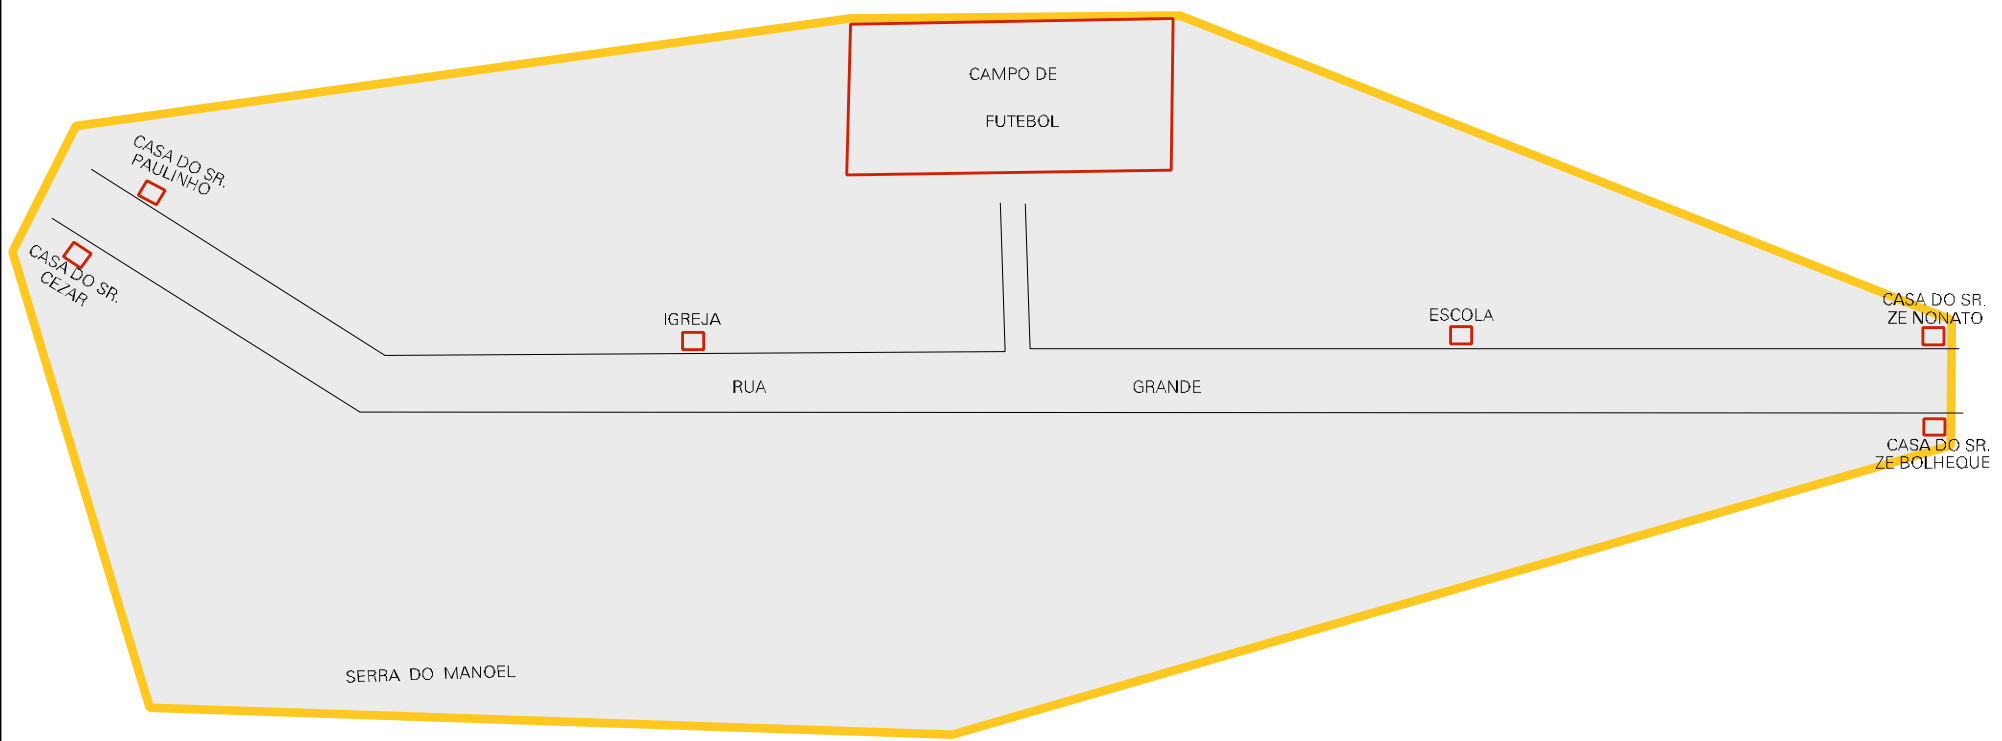 CAMPO DE
FUTEBOL
CASA DO SR.
PAULINHO
CASA DO SR.
CEZAR
IGREJA
ESCOLA
CASA DO SR.
ZE NONATO
RUA GRANDE
CASA DO SR.
ZE BOLHEQUE
SERRA DO MANOEL